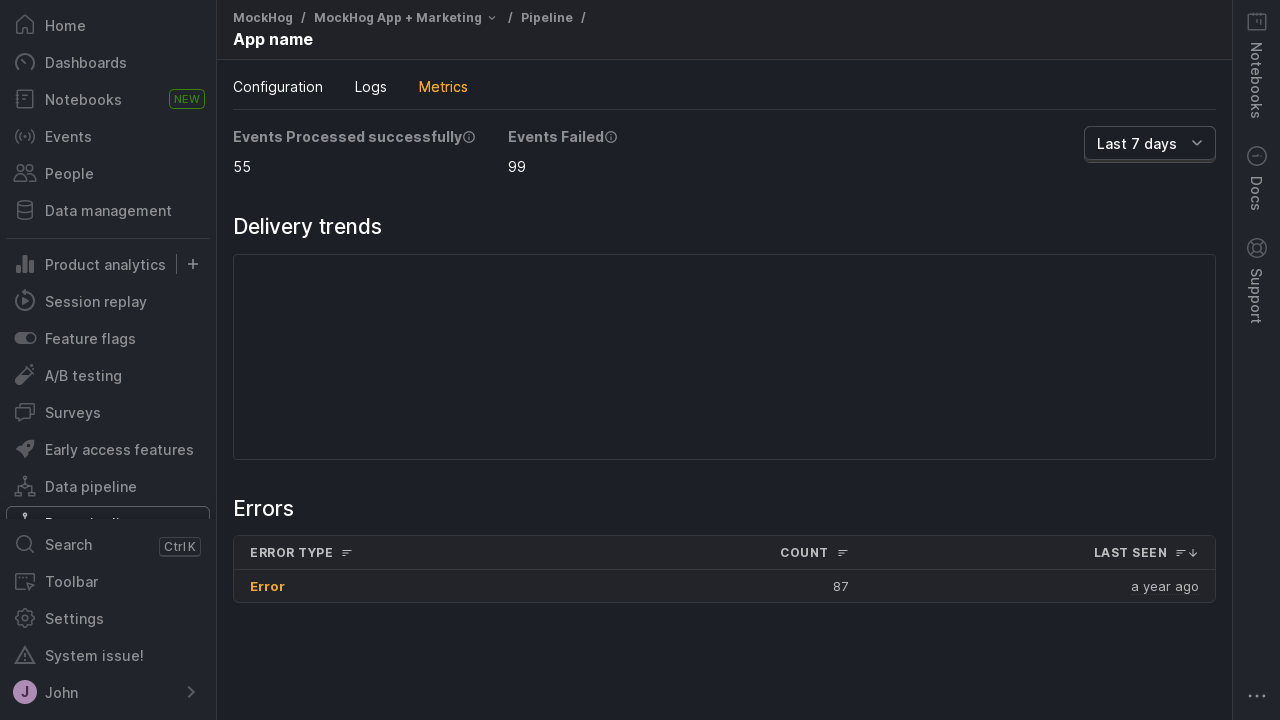 Home
Dashboards
Notebooks NEW
Events
People
Data management
Product analytics
Session replay
Feature flags
A/B testing
Surveys
Early access features
Data pipeline
Search Ctrl K
Toolbar
Settings
System issue!
J John
MockHog / MockHog App + Marketing / Pipeline /
App name
Configuration Logs Metrics
Events Processed successfully Events Failed
55 99
Last 7 days
Delivery trends
Errors
ERROR TYPE COUNT LAST SEEN
Error 87 a year ago
Notebooks
Docs
Support